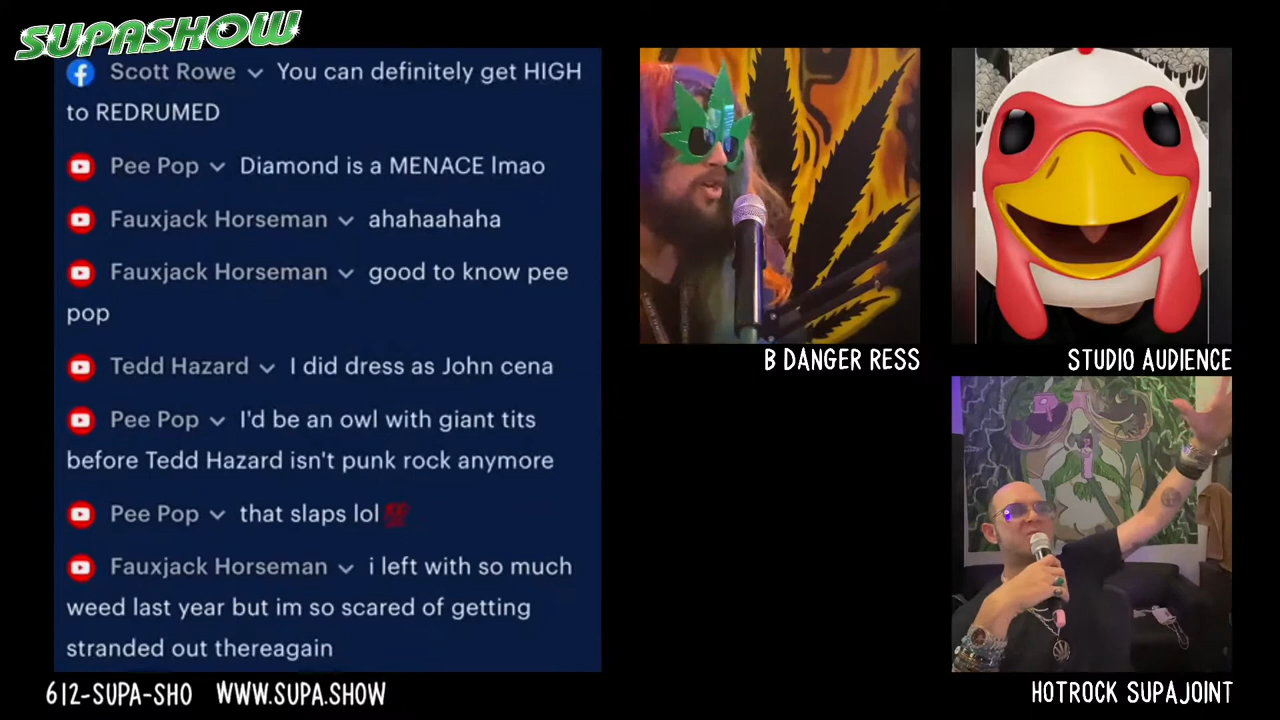 SUPASHOW
Scott Rowe You can definitely get HIGH
to REDRUMED
Pee Pop Diamond is a MENACE lmao
Fauxjack Horseman ahahaahaha
Fauxjack Horseman good to know pee
pop
Tedd Hazard I did dress as John cena
Pee Pop I'd be an owl with giant tits
before Tedd Hazard isn't punk rock anymore
Pee Pop that slaps lol 💯
Fauxjack Horseman i left with so much
weed last year but im so scared of getting
stranded out thereagain
612-SUPA-SHO WWW.SUPA.SHOW
B DANGER RESS
STUDIO AUDIENCE
HOTROCK SUPAJOINT